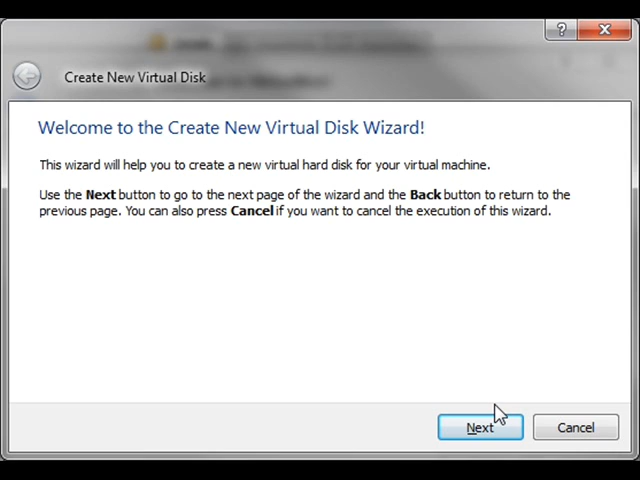 ?
Create New Virtual Disk
Welcome to the Create New Virtual Disk Wizard!
This wizard will help you to create a new virtual hard disk for your virtual machine.
Use the Next button to go to the next page of the wizard and the Back button to return to the
previous page. You can also press Cancel if you want to cancel the execution of this wizard.
Next
Cancel